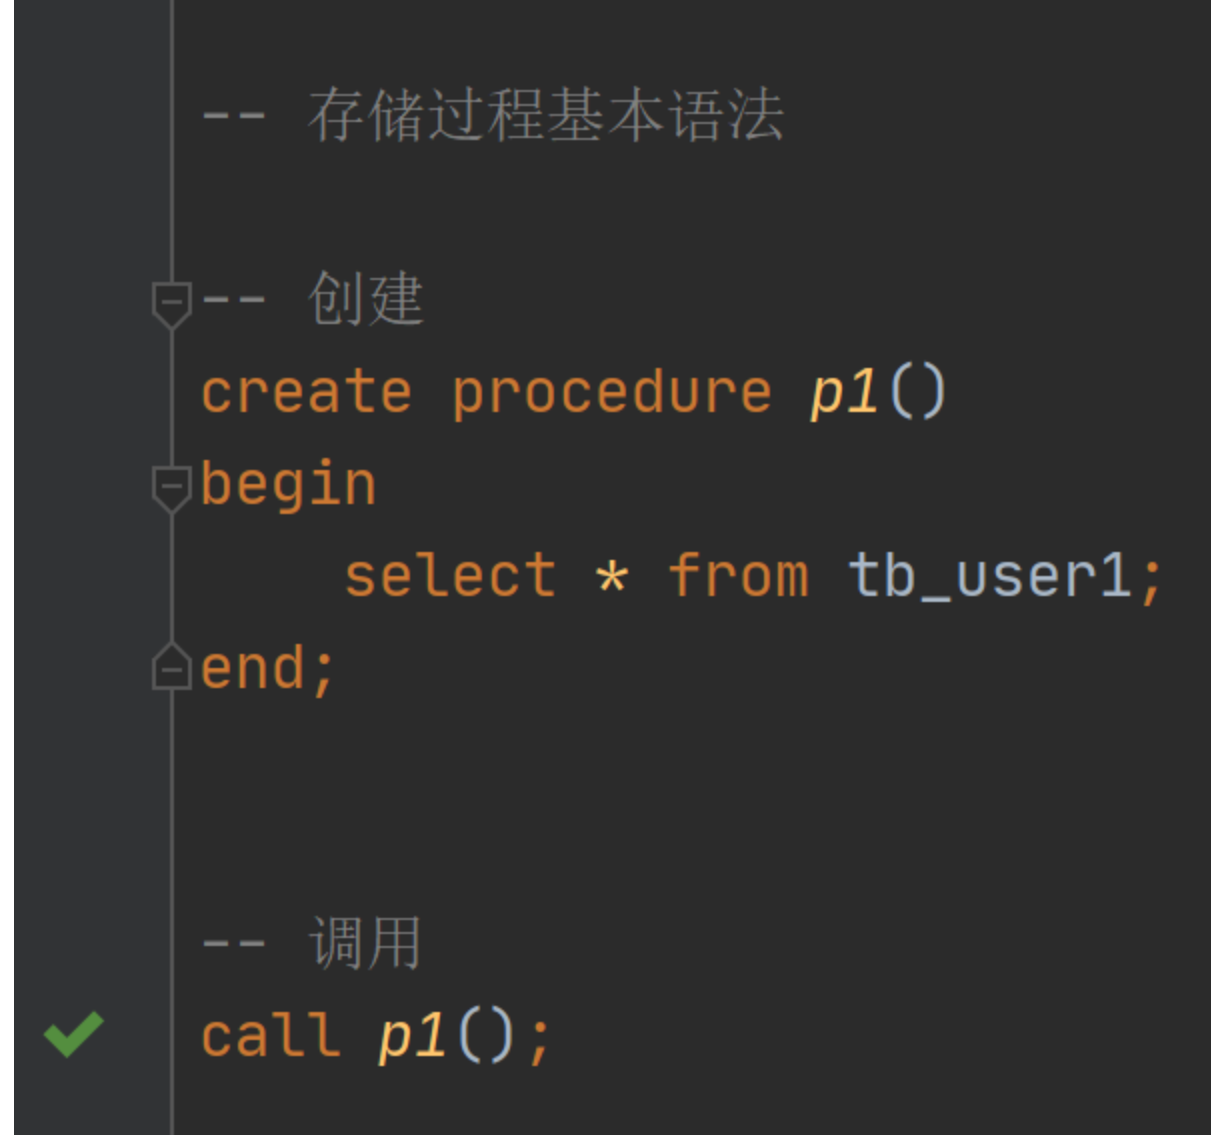 -- 存储过程基本语法
-- 创建
create procedure p1()
begin
    select * from tb_user1;
end;
-- 调用
call p1();